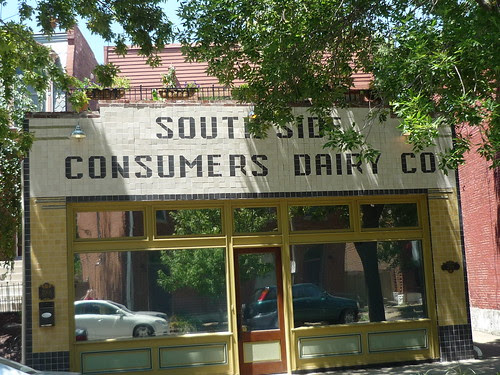 SOUTH SIDE
CONSUMERS DAIRY CO.